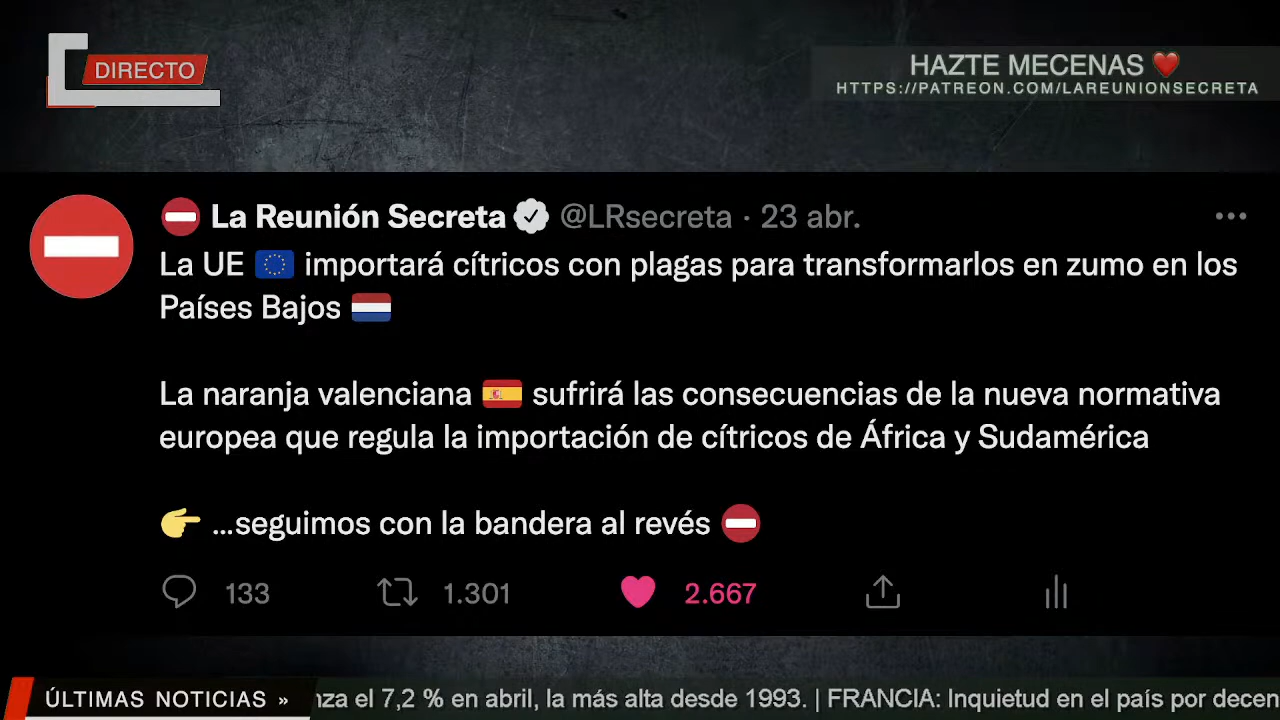 DIRECTO
HAZTE MECENAS ❤️
HTTPS://PATREON.COM/LAREUNIONSECRETA
⛔ La Reunión Secreta @LRsecreta · 23 abr.
La UE 🇪🇺 importará cítricos con plagas para transformarlos en zumo en los
Países Bajos 🇳🇱
La naranja valenciana 🇪🇸 sufrirá las consecuencias de la nueva normativa
europea que regula la importación de cítricos de África y Sudamérica
👉 ...seguimos con la bandera al revés ⛔
133 1.301 2.667
ÚLTIMAS NOTICIAS » nza el 7,2 % en abril, la más alta desde 1993. | FRANCIA: Inquietud en el país por decen